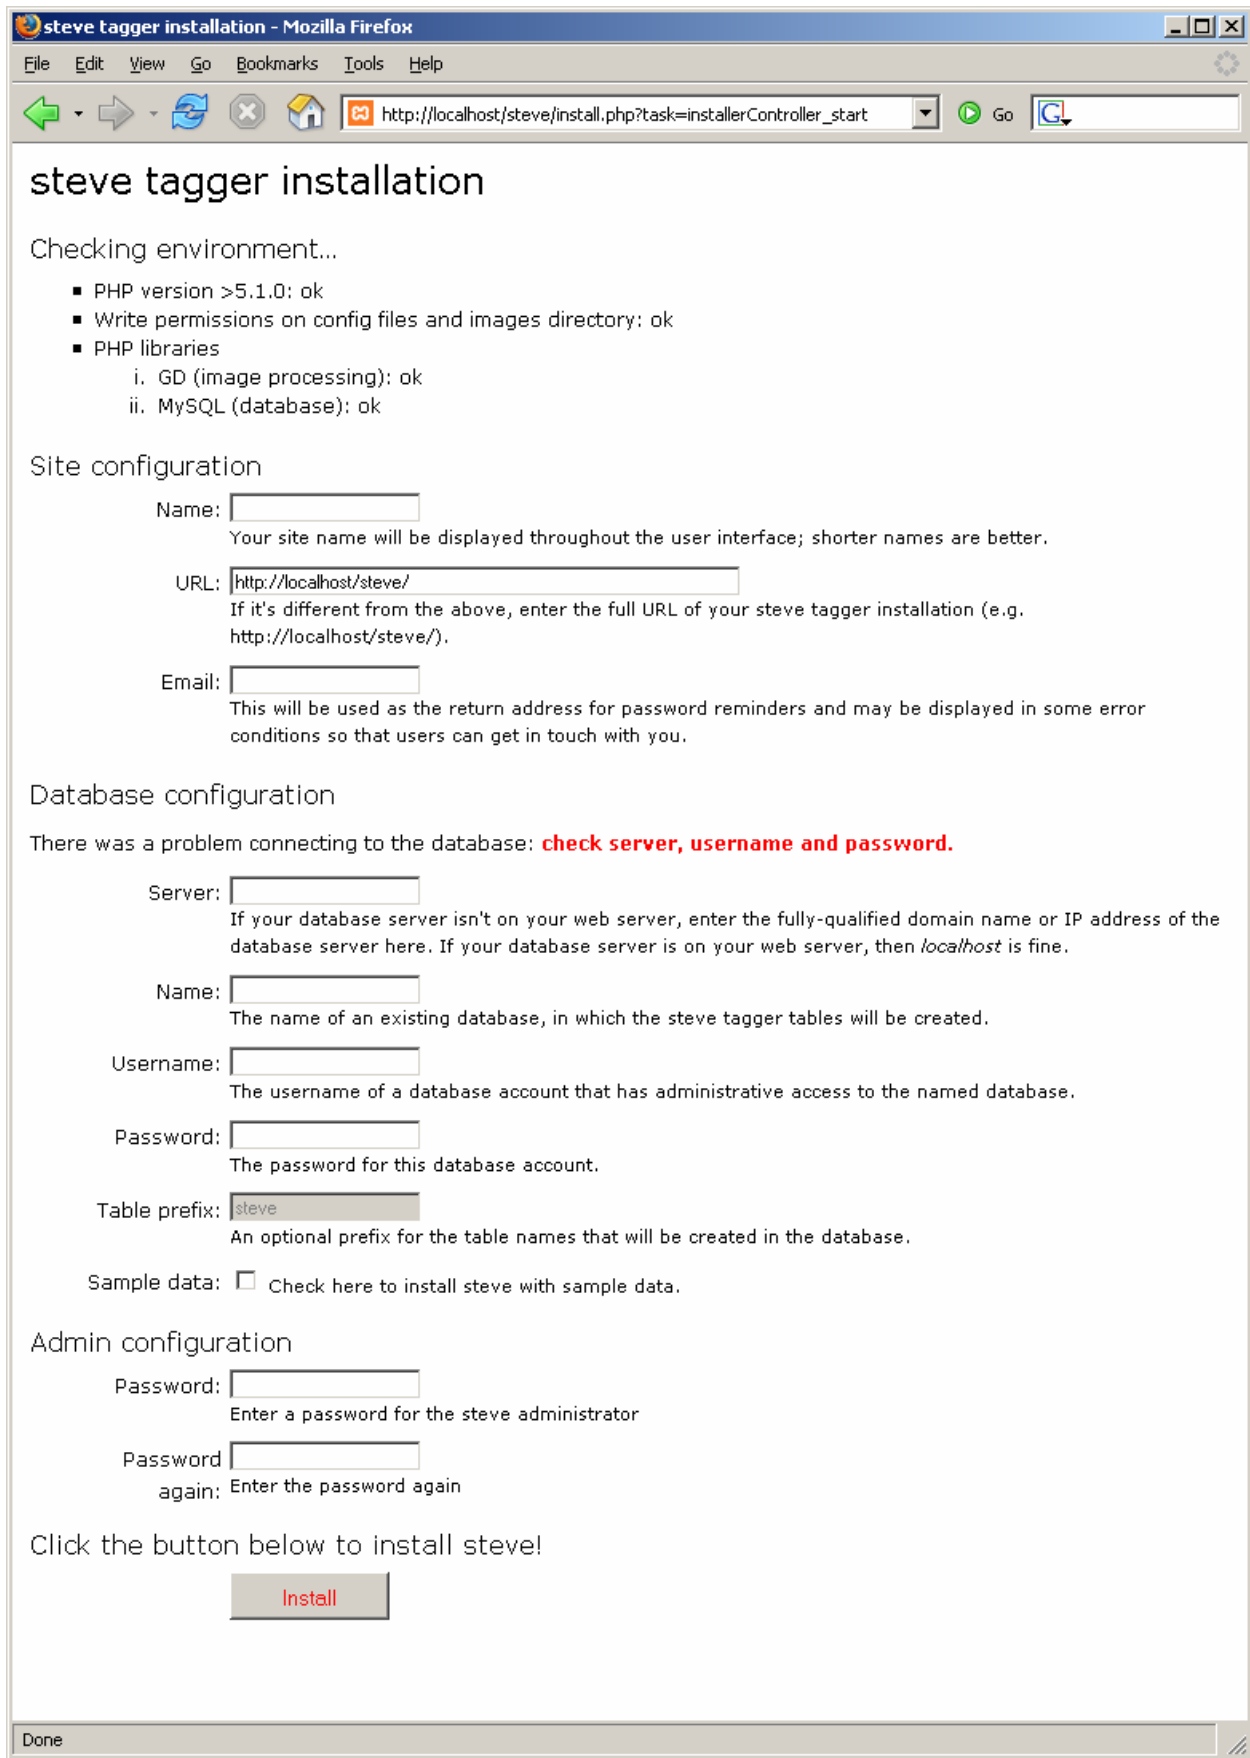 steve tagger installation - Mozilla Firefox
File Edit View Go Bookmarks Tools Help
http://localhost/steve/install.php?task=installerController_start Go G
steve tagger installation
Checking environment...
PHP version >5.1.0: ok
Write permissions on config files and images directory: ok
PHP libraries
i. GD (image processing): ok
ii. MySQL (database): ok
Site configuration
Name:
Your site name will be displayed throughout the user interface; shorter names are better.
URL: http://localhost/steve/
If it's different from the above, enter the full URL of your steve tagger installation (e.g.
http://localhost/steve/).
Email:
This will be used as the return address for password reminders and may be displayed in some error
conditions so that users can get in touch with you.
Database configuration
There was a problem connecting to the database: check server, username and password.
Server:
If your database server isn't on your web server, enter the fully-qualified domain name or IP address of the
database server here. If your database server is on your web server, then localhost is fine.
Name:
The name of an existing database, in which the steve tagger tables will be created.
Username:
The username of a database account that has administrative access to the named database.
Password:
The password for this database account.
Table prefix: steve
An optional prefix for the table names that will be created in the database.
Sample data: Check here to install steve with sample data.
Admin configuration
Password:
Enter a password for the steve administrator
Password
again: Enter the password again
Click the button below to install steve!
Install
Done